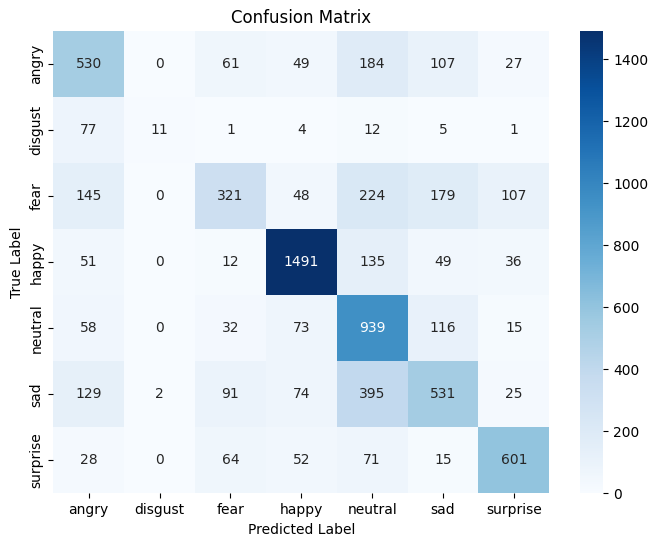 Confusion Matrix
True Label
angry 530 0 61 49 184 107 27
disgust 77 11 1 4 12 5 1
fear 145 0 321 48 224 179 107
happy 51 0 12 1491 135 49 36
neutral 58 0 32 73 939 116 15
sad 129 2 91 74 395 531 25
surprise 28 0 64 52 71 15 601
angry disgust fear happy neutral sad surprise
Predicted Label
1400
1200
1000
800
600
400
200
0